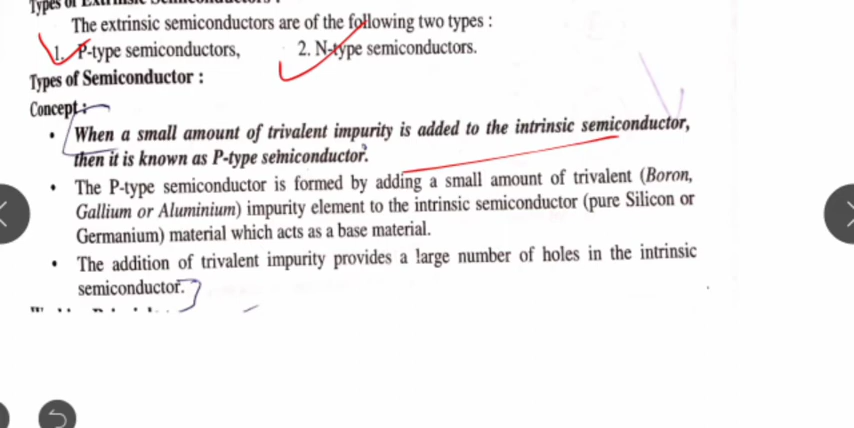 Types of Extrinsic Semiconductors :
The extrinsic semiconductors are of the following two types :
1. P-type semiconductors, 2. N-type semiconductors.
Types of Semiconductor :
Concept :
• When a small amount of trivalent impurity is added to the intrinsic semiconductor,
then it is known as P-type semiconductor.
• The P-type semiconductor is formed by adding a small amount of trivalent (Boron,
Gallium or Aluminium) impurity element to the intrinsic semiconductor (pure Silicon or
Germanium) material which acts as a base material.
• The addition of trivalent impurity provides a large number of holes in the intrinsic
semiconductor.